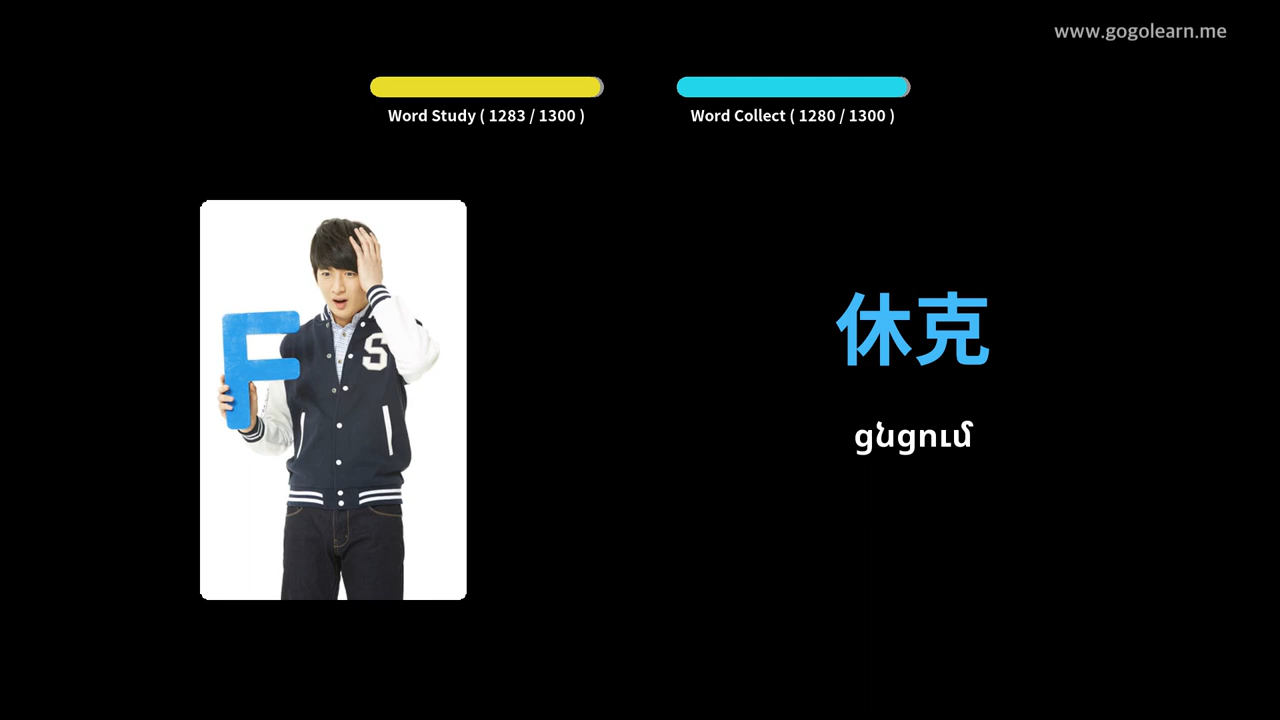 www.gogolearn.me
Word Study ( 1283 / 1300 )
Word Collect ( 1280 / 1300 )
F
S
休克
ցնցում